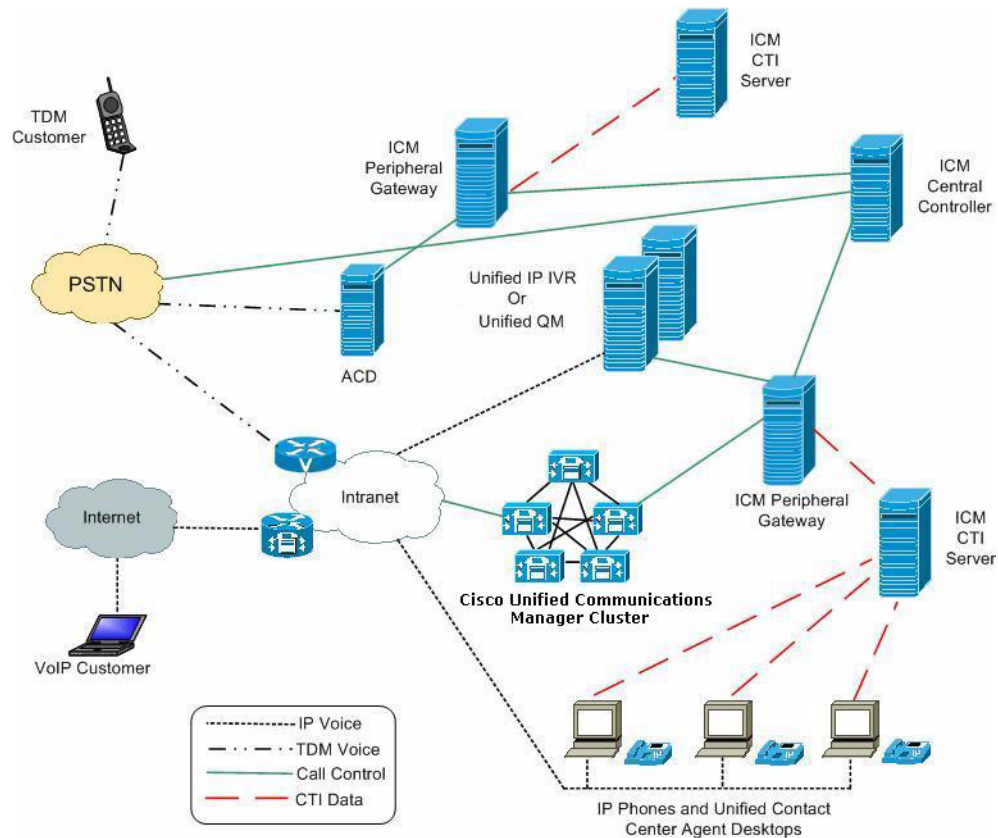 ICM
CTI
Server
TDM
Customer
ICM
Peripheral
Gateway
ICM
Central
Controller
PSTN
Unified IP IVR
Or
Unified QM
ACD
Intranet
V
Internet
ICM Peripheral
Gateway
ICM
CTI
Server
Cisco Unified Communications
Manager Cluster
VoIP Customer
IP Voice
TDM Voice
Call Control
CTI Data
IP Phones and Unified Contact
Center Agent Desktops